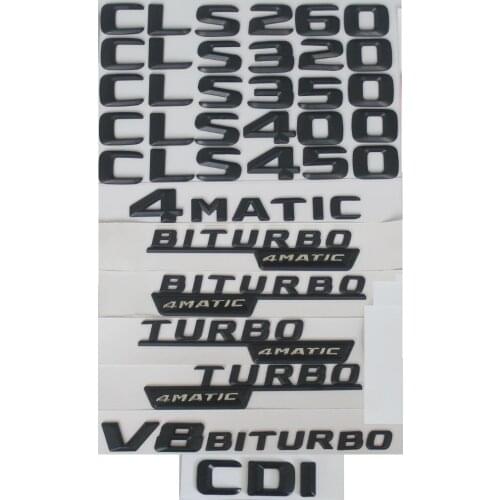 CLS260
CLS320
CLS350
CLS400
CLS450
4MATIC
BITURBO
4MATIC
BITURBO
4MATIC
TURBO
4MATIC
TURBO
4MATIC
V8BITURBO
CDI